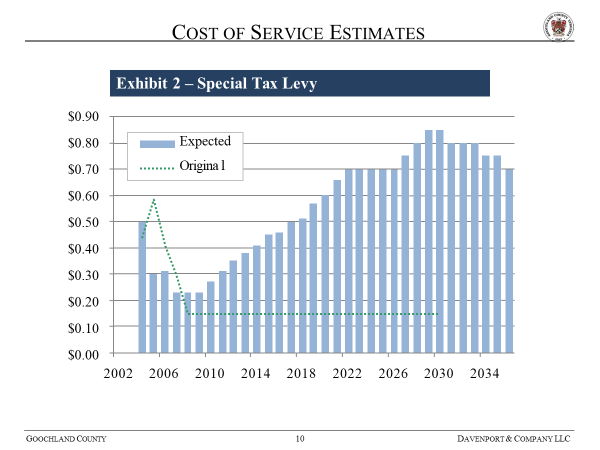 COST OF SERVICE ESTIMATES
Exhibit 2 – Special Tax Levy
$0.90
$0.80
$0.70
$0.60
$0.50
$0.40
$0.30
$0.20
$0.10
$0.00
Expected
Origina l
2002 2006 2010 2014 2018 2022 2026 2030 2034
GOOCHLAND COUNTY 10 DAVENPORT & COMPANY LLC